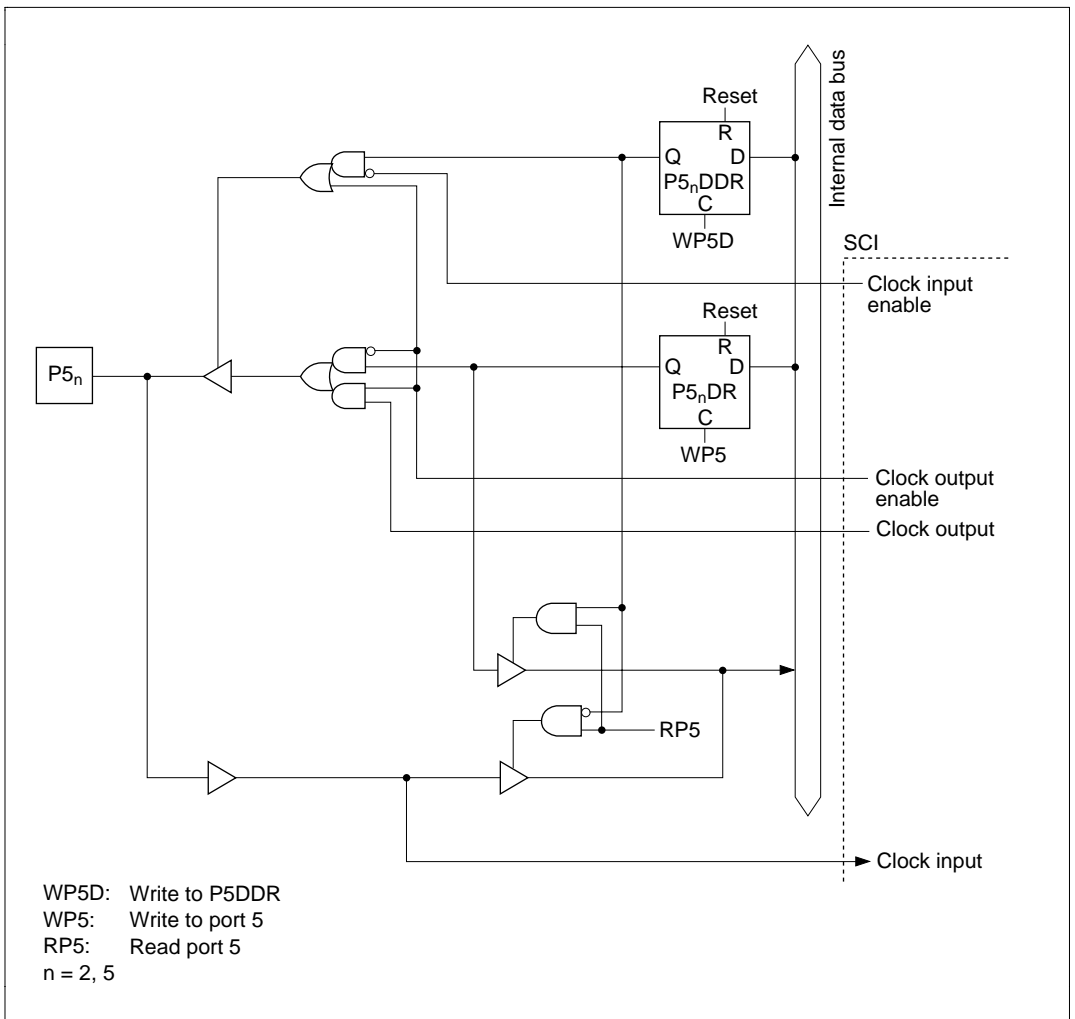 Reset
R
Q D
P5nDDR
C
WP5D
Internal data bus
SCI
Clock input
enable
Reset
R
Q D
P5nDR
C
WP5
P5n
Clock output
enable
Clock output
RP5
Clock input
WP5D: Write to P5DDR
WP5: Write to port 5
RP5: Read port 5
n = 2, 5